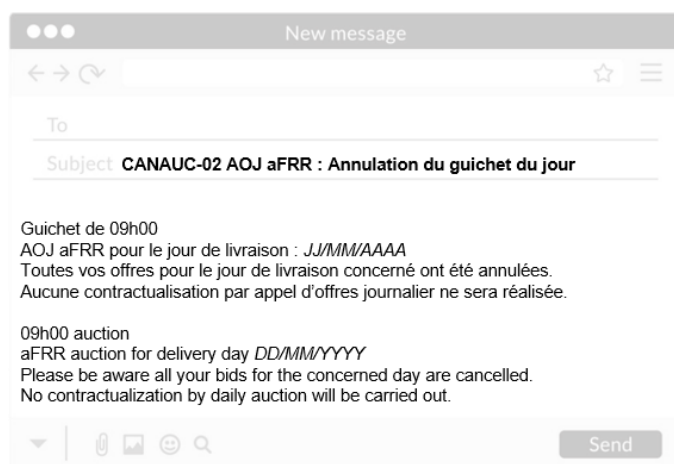 New message
To
Subject CANAUC-02 AOJ aFRR : Annulation du guichet du jour
Guichet de 09h00
AOJ aFRR pour le jour de livraison : JJ/MM/AAAA
Toutes vos offres pour le jour de livraison concerné ont été annulées.
Aucune contractualisation par appel d'offres journalier ne sera réalisée.
09h00 auction
aFRR auction for delivery day DD/MM/YYYY
Please be aware all your bids for the concerned day are cancelled.
No contractualization by daily auction will be carried out.
Send